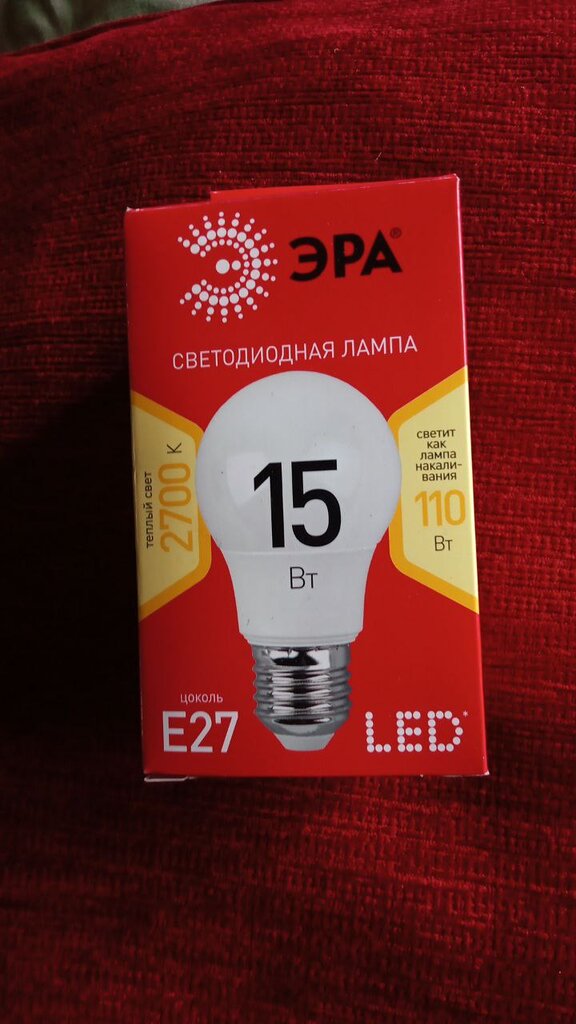 ЭРА®
СВЕТОДИОДНАЯ ЛАМПА
теплый свет
2700 К
15
Вт
светит
как
лампа
накали-
вания
110
Вт
цоколь
E27
LED*